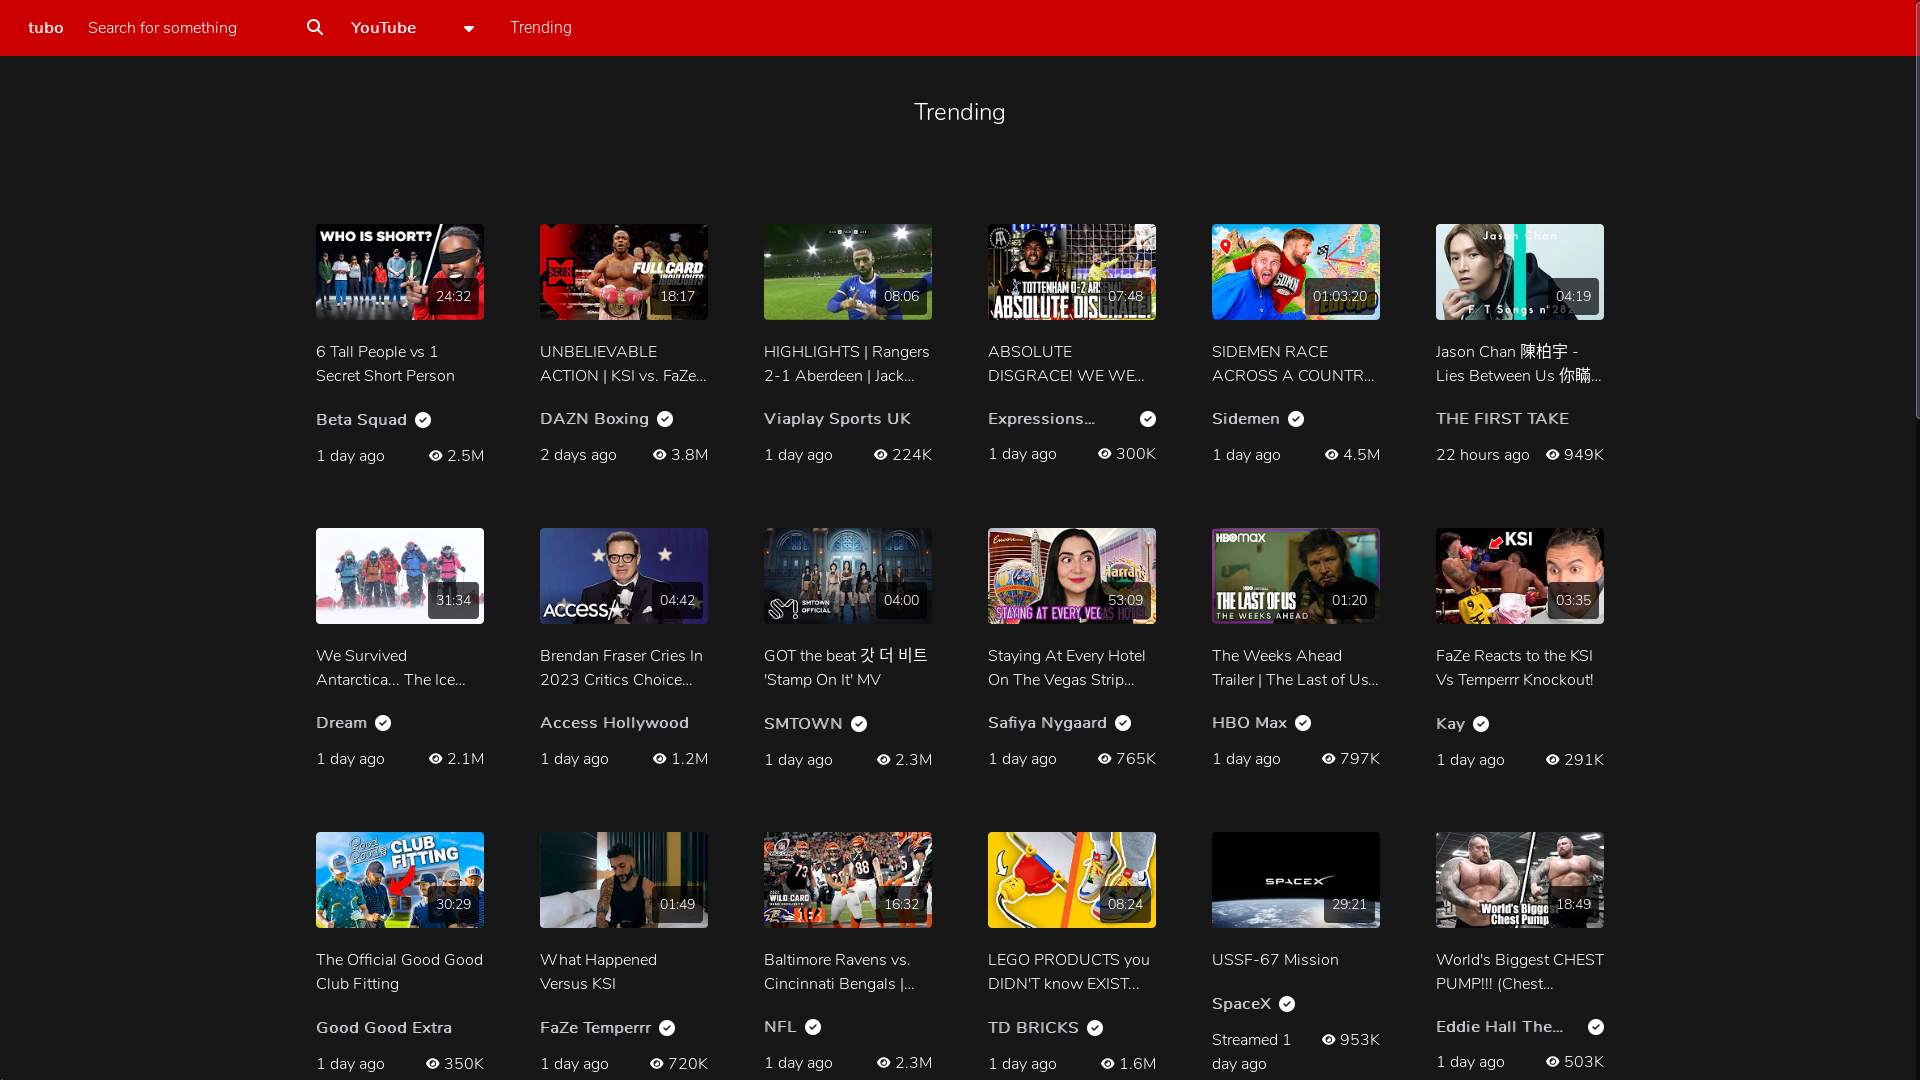 tubo Search for something YouTube Trending
Trending
WHO IS SHORT?
24:32
6 Tall People vs 1
Secret Short Person
Beta Squad
1 day ago 2.5M
FULL CARD
HIGHLIGHTS
18:17
UNBELIEVABLE
ACTION | KSI vs. FaZe...
DAZN Boxing
2 days ago 3.8M
08:06
HIGHLIGHTS | Rangers
2-1 Aberdeen | Jack...
Viaplay Sports UK
1 day ago 224K
TOTTENHAM 0-2 ARSENAL
07:48
ABSOLUTE
DISGRACE! WE WE...
Expressions...
1 day ago 300K
01:03:20
SIDEMEN RACE
ACROSS A COUNTR...
Sidemen
1 day ago 4.5M
Jason Chan
04:19
Jason Chan 陳柏宇 -
Lies Between Us 你瞞...
THE FIRST TAKE
22 hours ago 949K
31:34
We Survived
Antarctica... The Ice...
Dream
1 day ago 2.1M
ACCESS
04:42
Brendan Fraser Cries In
2023 Critics Choice...
Access Hollywood
1 day ago 1.2M
SMTOWN
OFFICIAL
04:00
GOT the beat 갓 더 비트
'Stamp On It' MV
SMTOWN
1 day ago 2.3M
Encore
Harrah's
53:09
STAYING AT EVERY VEGAS HOTEL
Staying At Every Hotel
On The Vegas Strip...
Safiya Nygaard
1 day ago 765K
HBOmax
THE LAST OF US
THE WEEKS AHEAD
01:20
The Weeks Ahead
Trailer | The Last of Us...
HBO Max
1 day ago 797K
KSI
03:35
FaZe Reacts to the KSI
Vs Temperrr Knockout!
Kay
1 day ago 291K
Good Good
CLUB
FITTING
30:29
The Official Good Good
Club Fitting
Good Good Extra
1 day ago 350K
01:49
What Happened
Versus KSI
FaZe Temperrr
1 day ago 720K
WILD CARD
16:32
Baltimore Ravens vs.
Cincinnati Bengals |...
NFL
1 day ago 2.3M
08:24
LEGO PRODUCTS you
DIDN'T know EXIST...
TD BRICKS
1 day ago 1.6M
SPACEX
29:21
USSF-67 Mission
SpaceX
Streamed 1
day ago 953K
World's Biggest
Chest Pump
18:49
World's Biggest CHEST
PUMP!!! (Chest...
Eddie Hall The...
1 day ago 503K